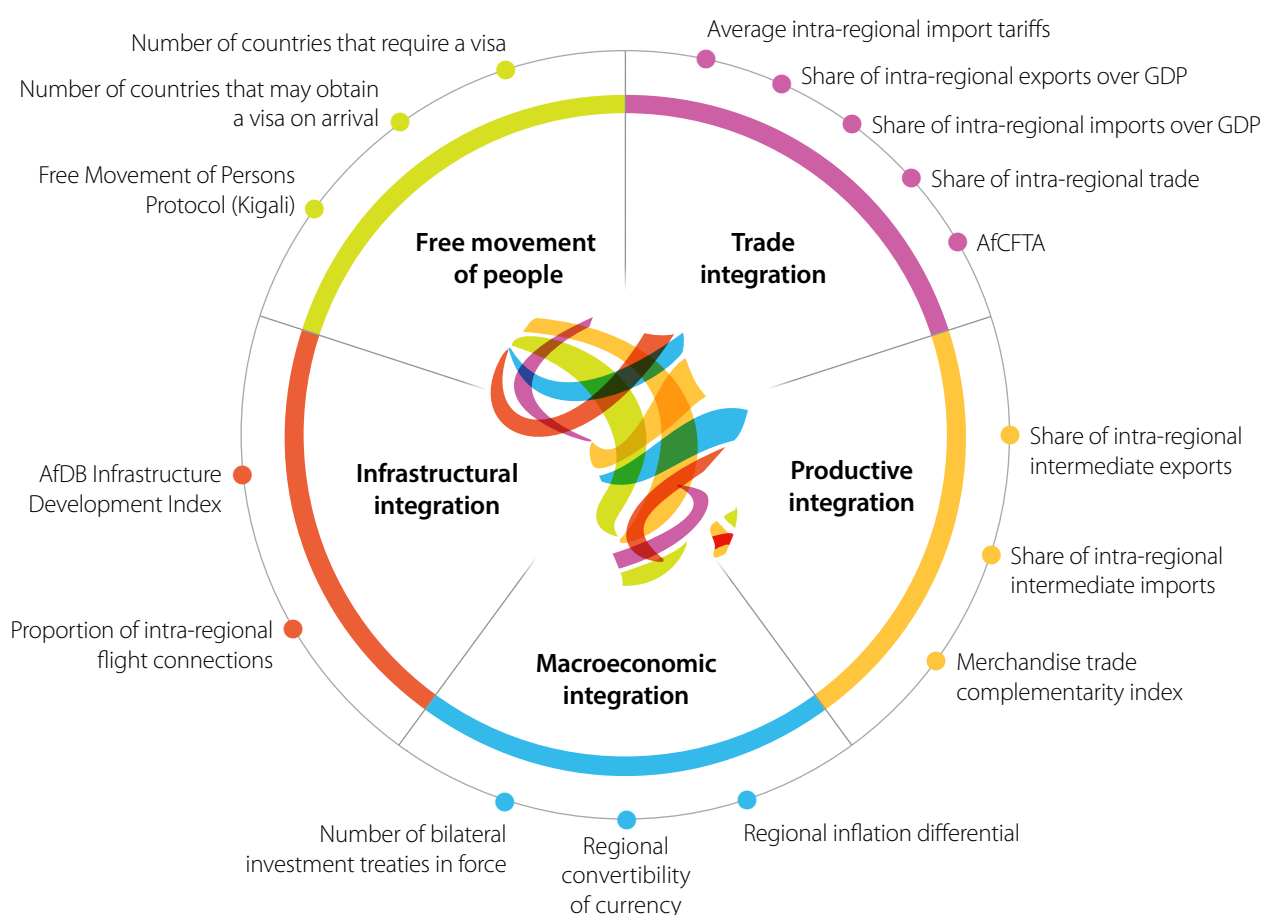 Number of countries that require a visa
Number of countries that may obtain
a visa on arrival
Free Movement of Persons
Protocol (Kigali)
Free movement
of people
Average intra-regional import tariffs
Share of intra-regional exports over GDP
Share of intra-regional imports over GDP
Share of intra-regional trade
AfCFTA
Trade
integration
Productive
integration
Share of intra-regional
intermediate exports
Share of intra-regional
intermediate imports
Merchandise trade
complementarity index
Macroeconomic
integration
Regional inflation differential
Regional
convertibility
of currency
Number of bilateral
investment treaties in force
Infrastructural
integration
AfDB Infrastructure
Development Index
Proportion of intra-regional
flight connections